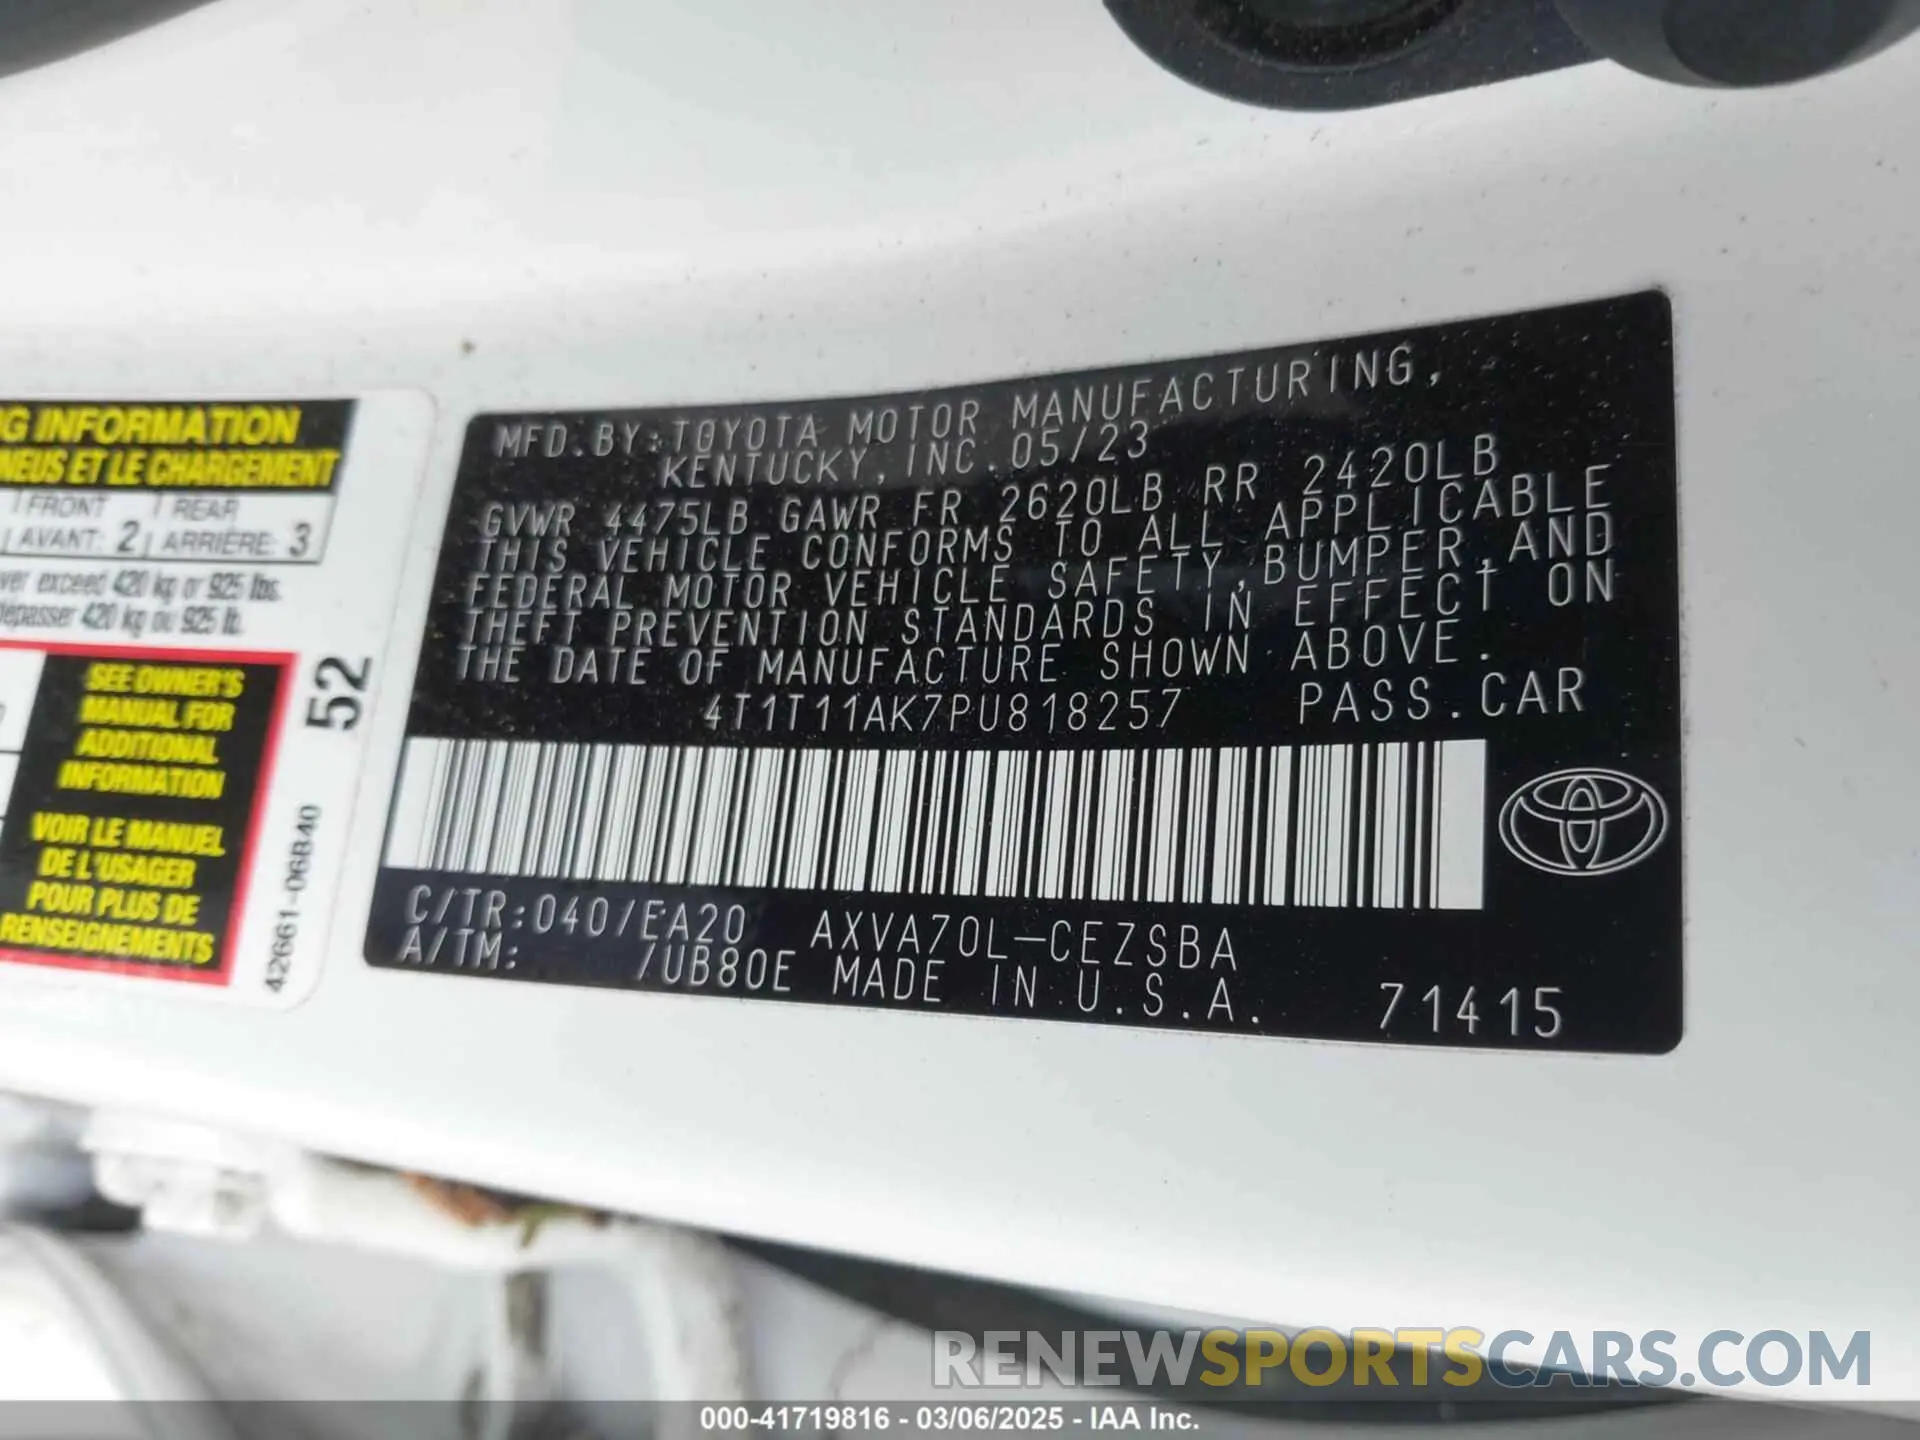 NG INFORMATION
NEUS ET LE CHARGEMENT
FRONT REAR
AVANT: 2 ARRIÈRE: 3
ver exceed 420 kg or 925 lbs.
dépasser 420 kg ou 925 lb.
SEE OWNER'S
MANUAL FOR
ADDITIONAL
INFORMATION
VOIR LE MANUEL
DE L'USAGER
POUR PLUS DE
RENSEIGNEMENTS
52
42661-06B40
MFD.BY:TOYOTA MOTOR MANUFACTURING,
KENTUCKY,INC.05/23
GVWR 4475LB GAWR FR 2620LB RR 2420LB
THIS VEHICLE CONFORMS TO ALL APPLICABLE
FEDERAL MOTOR VEHICLE SAFETY,BUMPER,AND
THEFT PREVENTION STANDARDS IN EFFECT ON
THE DATE OF MANUFACTURE SHOWN ABOVE.
4T1T11AK7PU818257 PASS.CAR
C/TR:040/EA20 AXVA70L-CEZSBA
A/TM: /UB80E MADE IN U.S.A. 71415
RENEWSPORTSCARS.COM
000-41719816 - 03/06/2025 - IAA Inc.